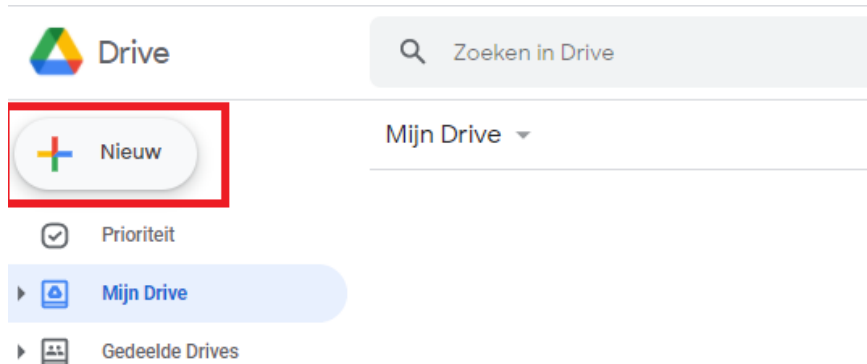 Drive
Zoeken in Drive
Nieuw
Mijn Drive
Prioriteit
Mijn Drive
Gedeelde Drives